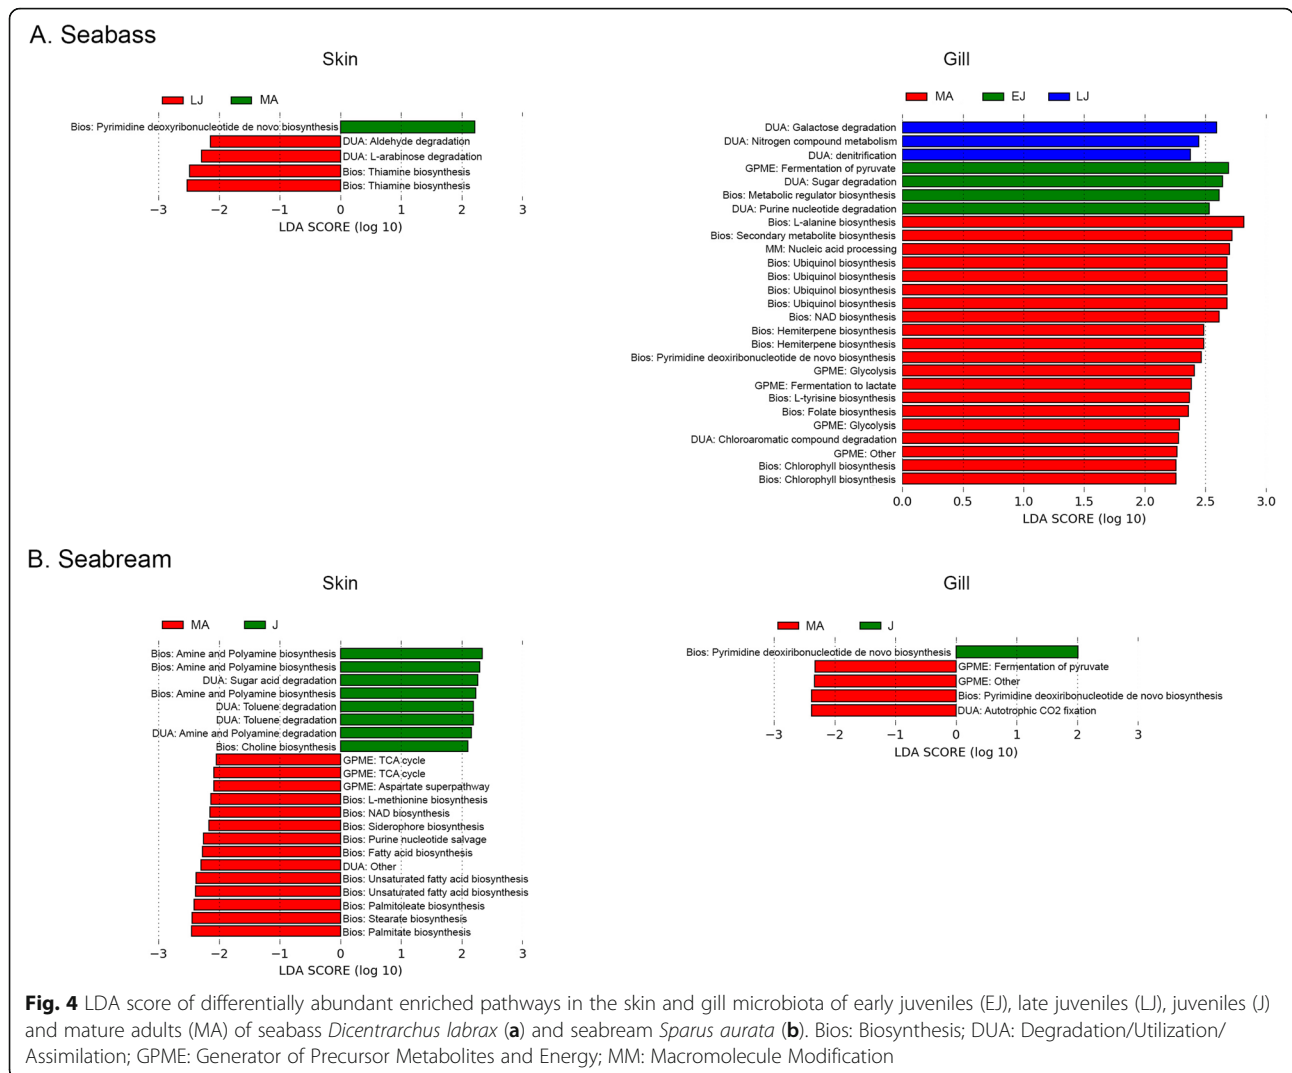 A. Seabass
Skin
LJ MA
Bios: Pyrimidine deoxyribonucleotide de novo biosynthesis
DUA: Aldehyde degradation
DUA: L-arabinose degradation
Bios: Thiamine biosynthesis
Bios: Thiamine biosynthesis
−3 −2 −1 0 1 2 3
LDA SCORE (log 10)
Gill
MA EJ LJ
DUA: Galactose degradation
DUA: Nitrogen compound metabolism
DUA: denitrification
GPME: Fermentation of pyruvate
DUA: Sugar degradation
Bios: Metabolic regulator biosynthesis
DUA: Purine nucleotide degradation
Bios: L-alanine biosynthesis
Bios: Secondary metabolite biosynthesis
MM: Nucleic acid processing
Bios: Ubiquinol biosynthesis
Bios: Ubiquinol biosynthesis
Bios: Ubiquinol biosynthesis
Bios: Ubiquinol biosynthesis
Bios: NAD biosynthesis
Bios: Hemiterpene biosynthesis
Bios: Hemiterpene biosynthesis
Bios: Pyrimidine deoxiribonucleotide de novo biosynthesis
GPME: Glycolysis
GPME: Fermentation to lactate
Bios: L-tyrisine biosynthesis
Bios: Folate biosynthesis
GPME: Glycolysis
DUA: Chloroaromatic compound degradation
GPME: Other
Bios: Chlorophyll biosynthesis
Bios: Chlorophyll biosynthesis
0.0 0.5 1.0 1.5 2.0 2.5 3.0
LDA SCORE (log 10)
B. Seabream
Skin
MA J
Bios: Amine and Polyamine biosynthesis
Bios: Amine and Polyamine biosynthesis
DUA: Sugar acid degradation
Bios: Amine and Polyamine biosynthesis
DUA: Toluene degradation
DUA: Toluene degradation
DUA: Amine and Polyamine degradation
Bios: Choline biosynthesis
GPME: TCA cycle
GPME: TCA cycle
GPME: Aspartate superpathway
Bios: L-methionine biosynthesis
Bios: NAD biosynthesis
Bios: Siderophore biosynthesis
Bios: Purine nucleotide salvage
Bios: Fatty acid biosynthesis
DUA: Other
Bios: Unsaturated fatty acid biosynthesis
Bios: Unsaturated fatty acid biosynthesis
Bios: Palmitoleate biosynthesis
Bios: Stearate biosynthesis
Bios: Palmitate biosynthesis
−3 −2 −1 0 1 2 3
LDA SCORE (log 10)
Gill
MA J
Bios: Pyrimidine deoxiribonucleotide de novo biosynthesis
GPME: Fermentation of pyruvate
GPME: Other
Bios: Pyrimidine deoxiribonucleotide de novo biosynthesis
DUA: Autotrophic CO2 fixation
−3 −2 −1 0 1 2 3
LDA SCORE (log 10)
Fig. 4 LDA score of differentially abundant enriched pathways in the skin and gill microbiota of early juveniles (EJ), late juveniles (LJ), juveniles (J)
and mature adults (MA) of seabass Dicentrarchus labrax (a) and seabream Sparus aurata (b). Bios: Biosynthesis; DUA: Degradation/Utilization/
Assimilation; GPME: Generator of Precursor Metabolites and Energy; MM: Macromolecule Modification